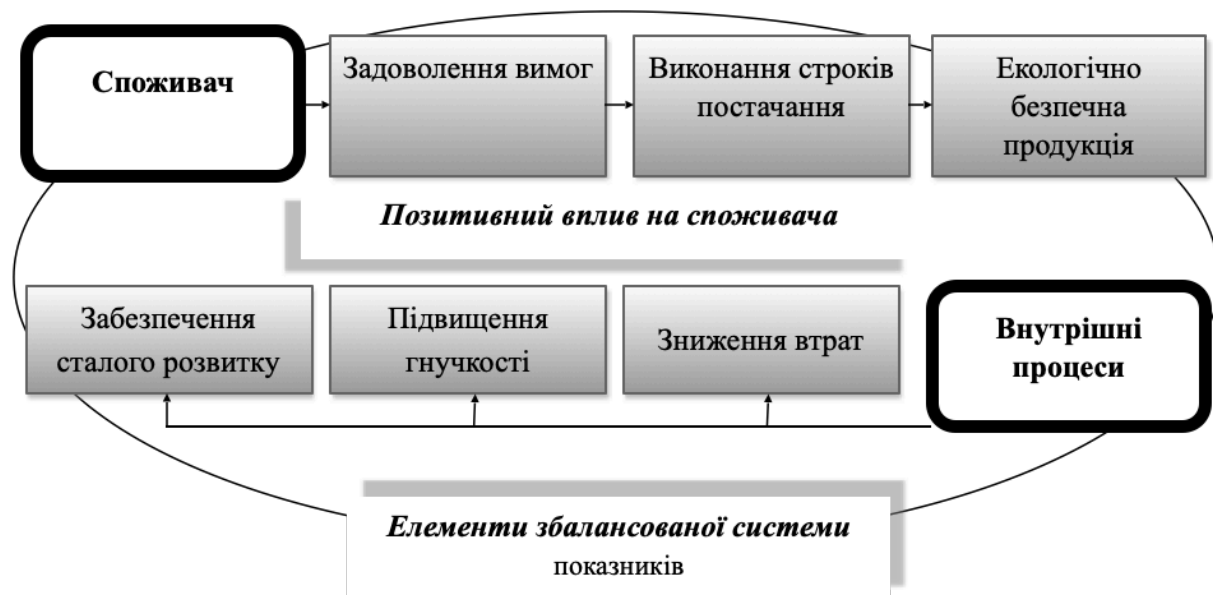 Споживач
Задоволення вимог
Виконання строків
постачання
Екологічно
безпечна
продукція
Позитивний вплив на споживача
Забезпечення
сталого розвитку
Підвищення
гнучкості
Зниження втрат
Внутрішні
процеси
Елементи збалансованої системи
показників